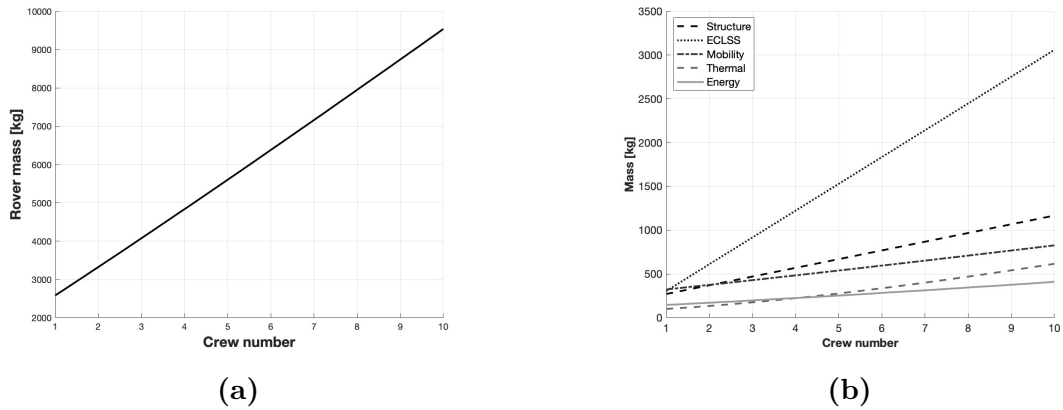 10000
9000
8000
7000
6000
5000
4000
3000
2000
Rover mass [kg]
1 2 3 4 5 6 7 8 9 10
Crew number
(a)
3500
3000
2500
2000
1500
1000
500
0
Mass [kg]
Structure
ECLSS
Mobility
Thermal
Energy
1 2 3 4 5 6 7 8 9 10
Crew number
(b)